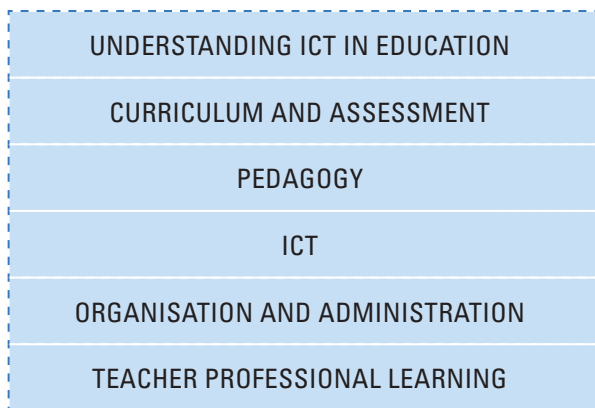 UNDERSTANDING ICT IN EDUCATION
CURRICULUM AND ASSESSMENT
PEDAGOGY
ICT
ORGANISATION AND ADMINISTRATION
TEACHER PROFESSIONAL LEARNING